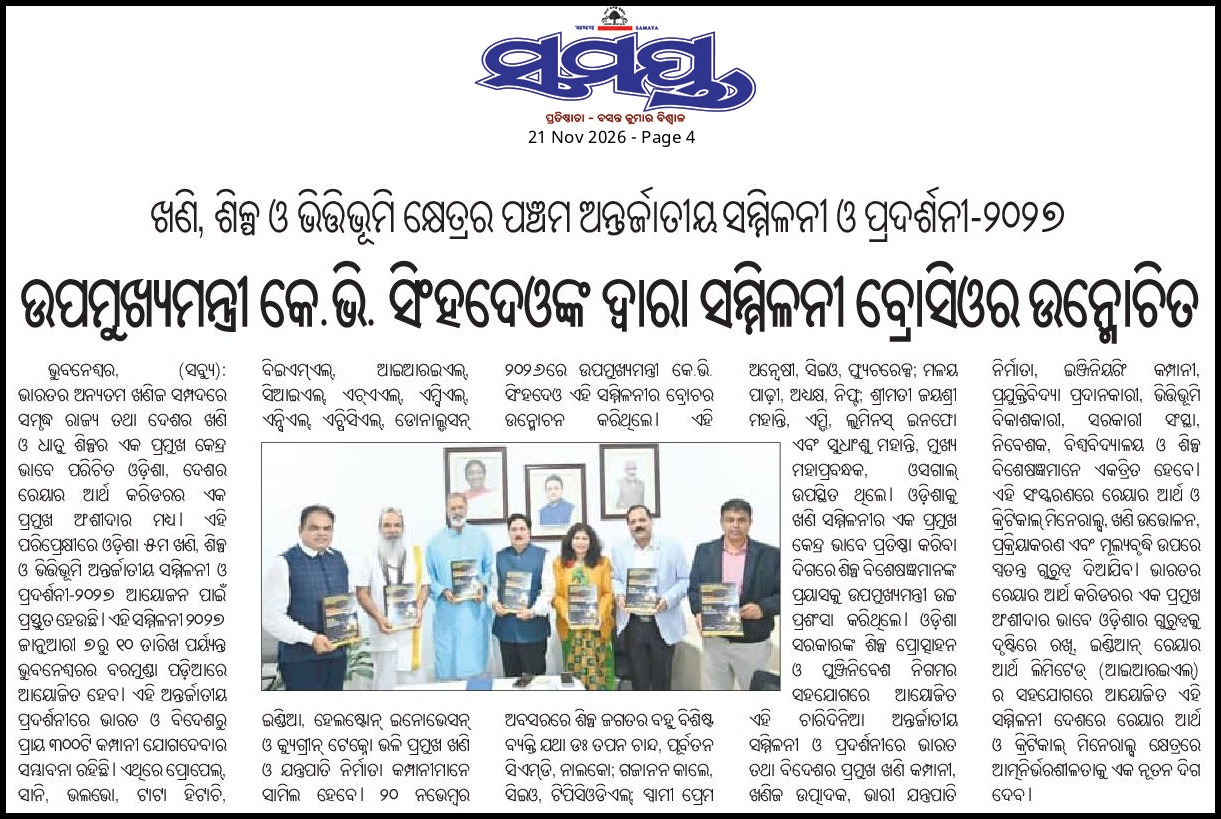 ସମୟ SAMAYA
ସମୟ
ପ୍ରତିଷ୍ଠାତା - ବସନ୍ତ କୁମାର ବିଶ୍ୱାଳ
21 Nov 2026 - Page 4
ଖଣି, ଶିଳ୍ପ ଓ ଭିତ୍ତିଭୂମି କ୍ଷେତ୍ରର ପଞ୍ଚମ ଅନ୍ତର୍ଜାତୀୟ ସମ୍ମିଳନୀ ଓ ପ୍ରଦର୍ଶନୀ-୨୦୨୭
ଉପମୁଖ୍ୟମନ୍ତ୍ରୀ କେ.ଭି. ସିଂହଦେଓଙ୍କ ଦ୍ୱାରା ସମ୍ମିଳନୀ ବ୍ରୋସିଓର ଉନ୍ମୋଚିତ
ଭୁବନେଶ୍ୱର, (ସବ୍ୟୁ):
ଭାରତର ଅନ୍ୟତମ ଖଣିଜ ସମ୍ପଦରେ
ସମୃଦ୍ଧ ରାଜ୍ୟ ତଥା ଦେଶର ଖଣି
ଓ ଧାତୁ ଶିଳ୍ପର ଏକ ପ୍ରମୁଖ କେନ୍ଦ୍ର
ଭାବେ ପରିଚିତ ଓଡ଼ିଶା, ଦେଶର
ରେୟାର ଆର୍ଥ କରିଡରର ଏକ
ପ୍ରମୁଖ ଅଂଶୀଦାର ମଧ୍ୟ। ଏହି
ପରିପ୍ରେକ୍ଷୀରେ ଓଡ଼ିଶା ୫ମ ଖଣି, ଶିଳ୍ପ
ଓ ଭିତ୍ତିଭୂମି ଅନ୍ତର୍ଜାତୀୟ ସମ୍ମିଳନୀ ଓ
ପ୍ରଦର୍ଶନୀ-୨୦୨୭ ଆୟୋଜନ ପାଇଁ
ପ୍ରସ୍ତୁତ ହେଉଛି। ଏହି ସମ୍ମିଳନୀ ୨୦୨୭
ଜାନୁଆରୀ ୭ରୁ ୧୦ ତାରିଖ ପର୍ଯ୍ୟନ୍ତ
ଭୁବନେଶ୍ୱରର ବରମୁଣ୍ଡା ପଡ଼ିଆରେ
ଆୟୋଜିତ ହେବ। ଏହି ଅନ୍ତର୍ଜାତୀୟ
ପ୍ରଦର୍ଶନୀରେ ଭାରତ ଓ ବିଦେଶରୁ
ପ୍ରାୟ ୩୦୦ଟି କମ୍ପାନୀ ଯୋଗଦେବାର
ସମ୍ଭାବନା ରହିଛି। ଏଥିରେ ପ୍ରୋପେଲ୍,
ସାନି, ଭଲଭୋ, ଟାଟା ହିଟାଚି,
ବିଇଏମ୍ଏଲ୍, ଆଇଆରଇଏଲ୍,
ସିଆଇଏଲ୍ ଏଚ୍ଏଏଲ୍, ଏସ୍ସିଏଲ୍,
ଏନ୍ସିଏଲ୍ ଏଚ୍ପିସିଏଲ୍, ଡୋନାଲ୍ଡସନ୍
ଇଣ୍ଡିଆ, ହେଲଷ୍ଟୋନ୍ ଇନୋଭେସନ୍
ଓ କ୍ଲୁଗ୍ରୀନ୍ ଟେକ୍ନୋ ଭଳି ପ୍ରମୁଖ ଖଣି
ଓ ଯନ୍ତ୍ରପାତି ନିର୍ମାତା କମ୍ପାନୀମାନେ
ସାମିଲ ହେବେ। ୨୦ ନଭେମ୍ବର
୨୦୨୬ରେ ଉପମୁଖ୍ୟମନ୍ତ୍ରୀ କେ.ଭି.
ସିଂହଦେଓ ଏହି ସମ୍ମିଳନୀର ବ୍ରୋଚର
ଉନ୍ମୋଚନ କରିଥିଲେ। ଏହି
ଅବସରରେ ଶିଳ୍ପ ଜଗତର ବହୁ ବିଶିଷ୍ଟ
ବ୍ୟକ୍ତି ଯଥା ଡଃ ତପନ ଚାନ୍ଦ, ପୂର୍ବତନ
ସିଏମ୍ଡି, ନାଲକୋ; ଗଜାନନ କାଲେ,
ସିଇଓ, ଟିପିସିଓଡିଏଲ୍; ସ୍ୱାମୀ ପ୍ରେମ
ଅନ୍ୱେଷୀ, ସିଇଓ, ଫ୍ୟୁଚରେକ୍ସ; ମଳୟ
ପାଢ଼ୀ, ଅଧ୍ୟକ୍ଷ, ନିଫ୍ଟ; ଶ୍ରୀମତୀ ଜୟଶ୍ରୀ
ମହାନ୍ତି, ଏମ୍ଡି, ଲୁମିନସ୍ ଇନଫୋ
ଏବଂ ସୁଧାଂଶୁ ମହାନ୍ତି, ମୁଖ୍ୟ
ମହାପ୍ରବନ୍ଧକ, ଓସଗାଲ୍
ଉପସ୍ଥିତ ଥିଲେ। ଓଡ଼ିଶାକୁ
ଖଣି ସମ୍ମିଳନୀର ଏକ ପ୍ରମୁଖ
କେନ୍ଦ୍ର ଭାବେ ପ୍ରତିଷ୍ଠା କରିବା
ଦିଗରେ ଶିଳ୍ପ ବିଶେଷଜ୍ଞମାନଙ୍କ
ପ୍ରୟାସକୁ ଉପମୁଖ୍ୟମନ୍ତ୍ରୀ ଉଚ୍ଚ
ପ୍ରଶଂସା କରିଥିଲେ। ଓଡ଼ିଶା
ସରକାରଙ୍କ ଶିଳ୍ପ ପ୍ରୋତ୍ସାହନ
ଓ ପୁଞ୍ଜିନିବେଶ ନିଗମର
ସହଯୋଗରେ ଆୟୋଜିତ
ଏହି ଚାରିଦିନିଆ ଅନ୍ତର୍ଜାତୀୟ
ସମ୍ମିଳନୀ ଓ ପ୍ରଦର୍ଶନୀରେ ଭାରତ
ତଥା ବିଦେଶର ପ୍ରମୁଖ ଖଣି କମ୍ପାନୀ,
ଖଣିଜ ଉତ୍ପାଦକ, ଭାରୀ ଯନ୍ତ୍ରପାତି
ନିର୍ମାତା, ଇଞ୍ଜିନିୟରିଂ କମ୍ପାନୀ,
ପ୍ରଯୁକ୍ତିବିଦ୍ୟା ପ୍ରଦାନକାରୀ, ଭିତ୍ତିଭୂମି
ବିକାଶକାରୀ, ସରକାରୀ ସଂସ୍ଥା,
ନିବେଶକ, ବିଶ୍ୱବିଦ୍ୟାଳୟ ଓ ଶିଳ୍ପ
ବିଶେଷଜ୍ଞମାନେ ଏକତ୍ରିତ ହେବେ।
ଏହି ସଂସ୍କରଣରେ ରେୟାର ଆର୍ଥ ଓ
କ୍ରିଟିକାଲ୍ ମିନେରାଲ୍ସ, ଖଣି ଉତ୍ତୋଳନ,
ପ୍ରକ୍ରିୟାକରଣ ଏବଂ ମୂଲ୍ୟବୃଦ୍ଧି ଉପରେ
ସ୍ୱତନ୍ତ୍ର ଗୁରୁତ୍ୱ ଦିଆଯିବ। ଭାରତର
ରେୟାର ଆର୍ଥ କରିଡରର ଏକ ପ୍ରମୁଖ
ଅଂଶୀଦାର ଭାବେ ଓଡ଼ିଶାର ଗୁରୁତ୍ୱକୁ
ଦୃଷ୍ଟିରେ ରଖି, ଇଣ୍ଡିଆନ୍ ରେୟାର
ଆର୍ଥ ଲିମିଟେଡ୍ (ଆଇଆରଇଏଲ୍)
ର ସହଯୋଗରେ ଆୟୋଜିତ ଏହି
ସମ୍ମିଳନୀ ଦେଶରେ ରେୟାର ଆର୍ଥ
ଓ କ୍ରିଟିକାଲ୍ ମିନେରାଲ୍ସ କ୍ଷେତ୍ରରେ
ଆତ୍ମନିର୍ଭରଶୀଳତାକୁ ଏକ ନୂତନ ଦିଗ
ଦେବ।